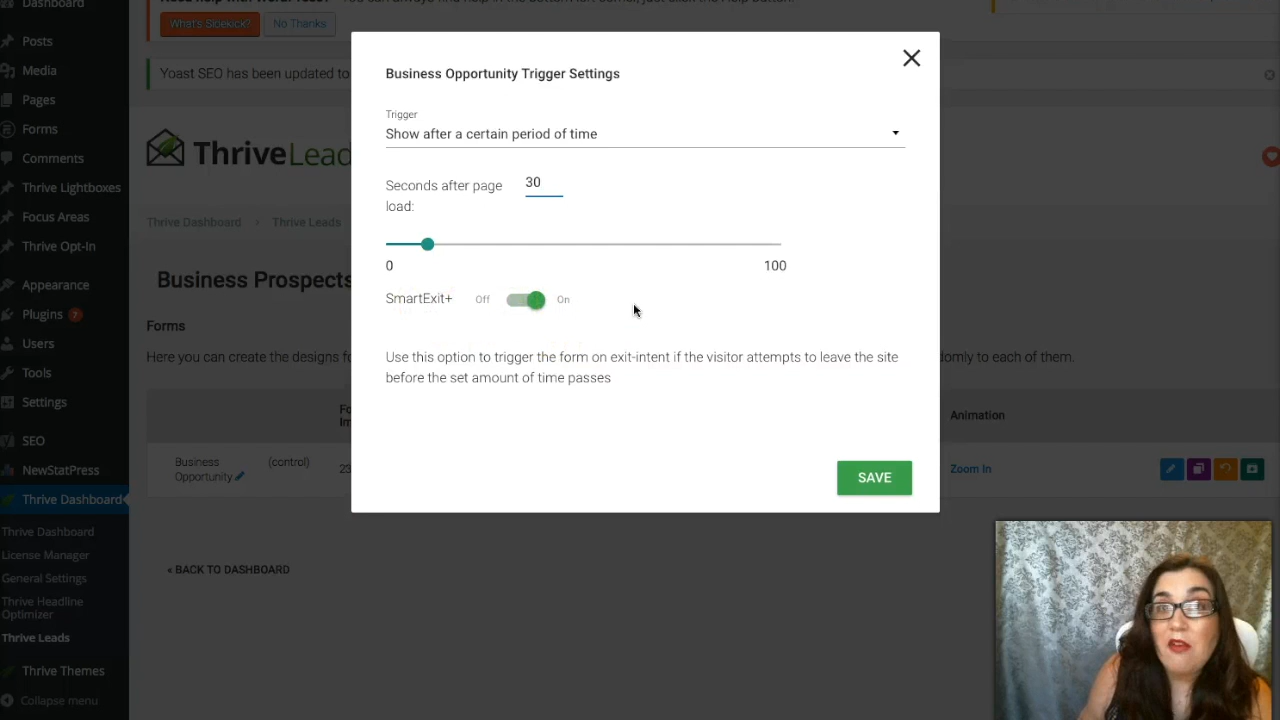 Dashboard
What's Sidekick?
No Thanks
Posts
Media
Pages
Forms
Comments
Thrive Lightboxes
Focus Areas
Thrive Opt-In
Appearance
Plugins 7
Users
Tools
Settings
SEO
NewStatPress
Thrive Dashboard
Thrive Dashboard
License Manager
General Settings
Thrive Headline
Optimizer
Thrive Leads
Thrive Themes
Collapse menu
Yoast SEO has been updated to
ThriveLead
Thrive Dashboard > Thrive Leads
Business Prospects
Forms
Here you can create the designs fo
domly to each of them.
Animation
Business
Opportunity
(control)
23
Zoom In
« BACK TO DASHBOARD
Business Opportunity Trigger Settings
Trigger
Show after a certain period of time
Seconds after page
load:
30
0
100
SmartExit+ Off On
Use this option to trigger the form on exit-intent if the visitor attempts to leave the site
before the set amount of time passes
SAVE